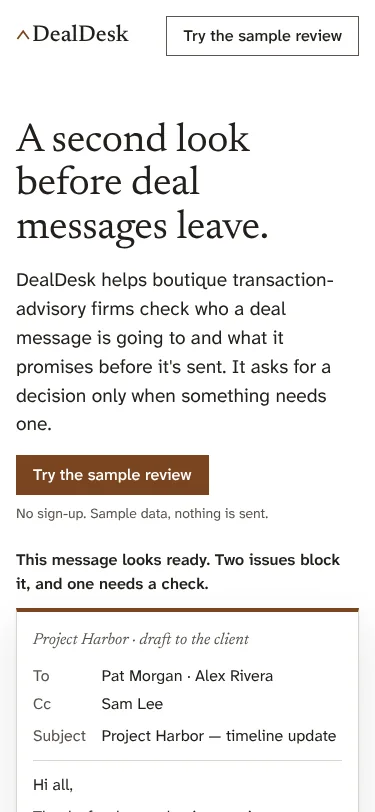 DealDesk
Try the sample review
A second look
before deal
messages leave.
DealDesk helps boutique transaction-
advisory firms check who a deal
message is going to and what it
promises before it's sent. It asks for a
decision only when something needs
one.
Try the sample review
No sign-up. Sample data, nothing is sent.
This message looks ready. Two issues block
it, and one needs a check.
Project Harbor · draft to the client
To Pat Morgan · Alex Rivera
Cc Sam Lee
Subject Project Harbor — timeline update
Hi all,